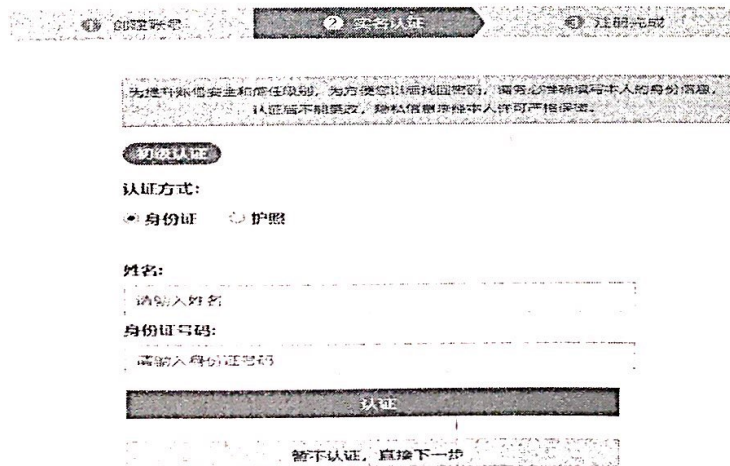 ① 创建账号 ② 实名认证 ③ 注册完成
为提升账信安全和信任级别，为方便您以后找回密码，请务必准确填写本人的身份信息，
认证后不能更改，隐私信息未经本人许可严格保密。
初级认证
认证方式：
身份证 护照
姓名：
请输入姓名
身份证号码：
请输入身份证号码
认证
暂不认证，直接下一步